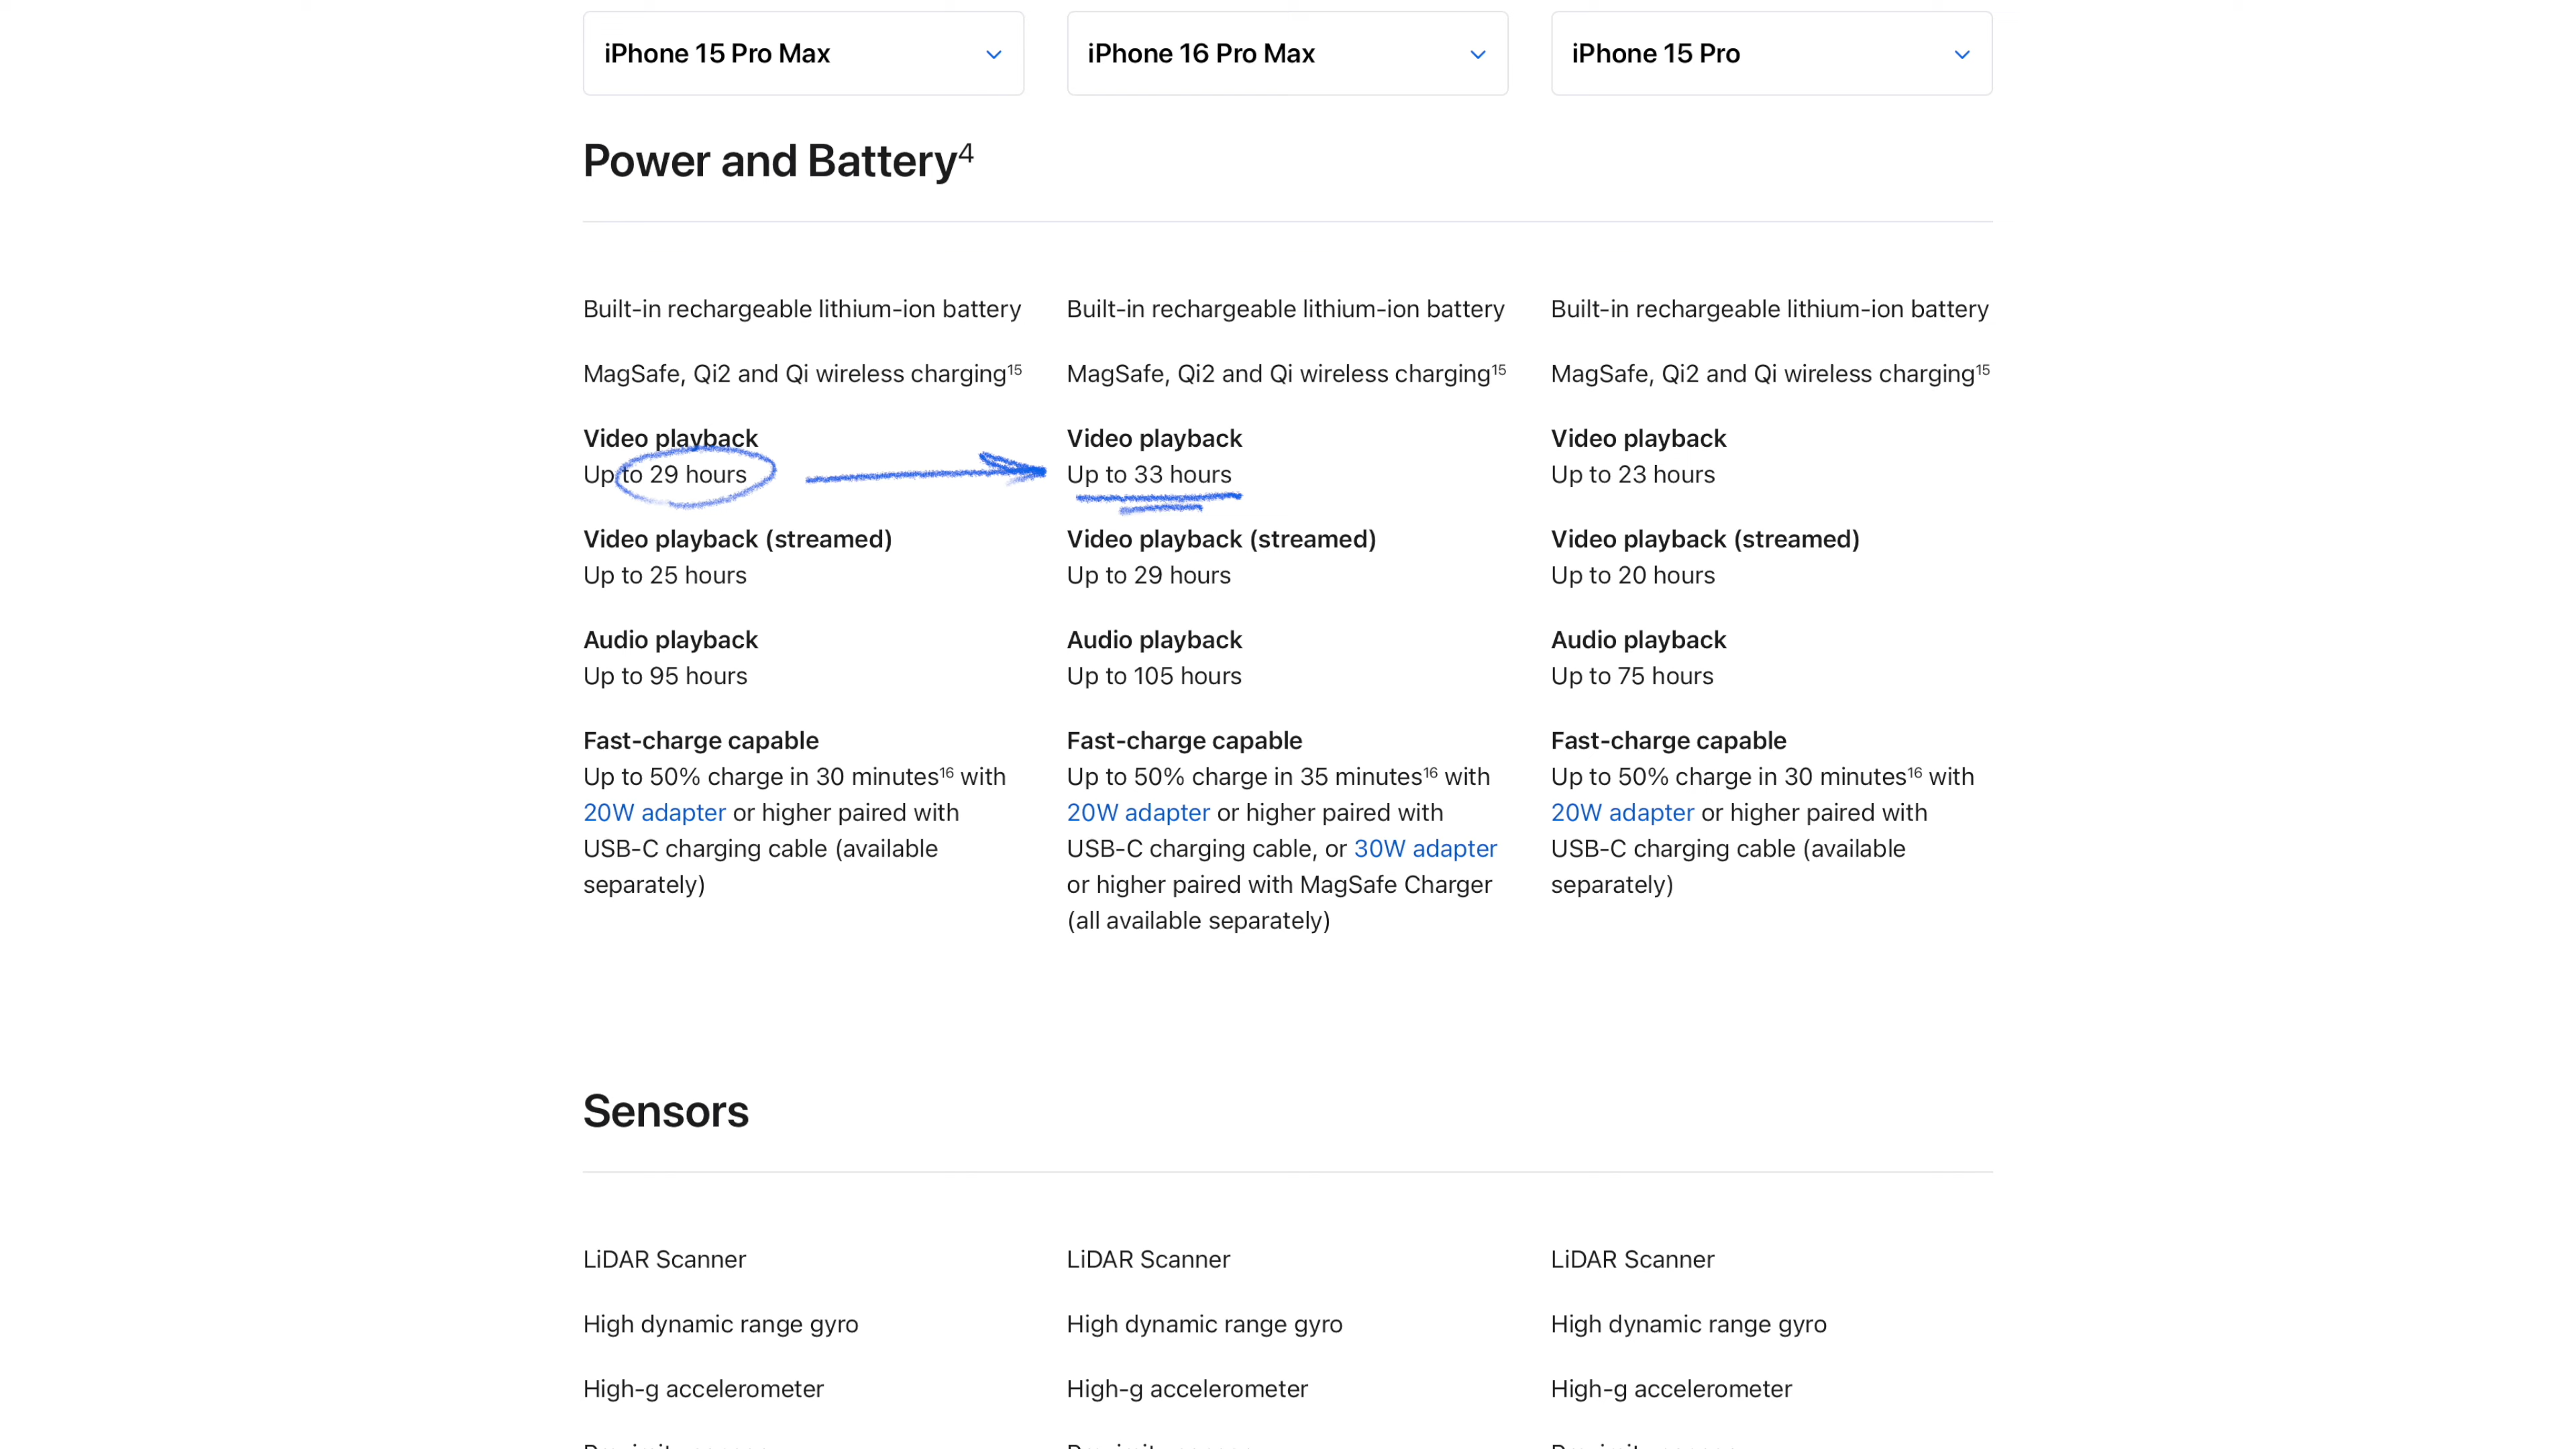 iPhone 15 Pro Max
iPhone 16 Pro Max
iPhone 15 Pro
Power and Battery⁴
Built-in rechargeable lithium-ion battery
MagSafe, Qi2 and Qi wireless charging¹⁵
Video playback
Up to 29 hours
Video playback (streamed)
Up to 25 hours
Audio playback
Up to 95 hours
Fast-charge capable
Up to 50% charge in 30 minutes¹⁶ with
20W adapter or higher paired with
USB-C charging cable (available
separately)
Built-in rechargeable lithium-ion battery
MagSafe, Qi2 and Qi wireless charging¹⁵
Video playback
Up to 33 hours
Video playback (streamed)
Up to 29 hours
Audio playback
Up to 105 hours
Fast-charge capable
Up to 50% charge in 35 minutes¹⁶ with
20W adapter or higher paired with
USB-C charging cable, or 30W adapter
or higher paired with MagSafe Charger
(all available separately)
Built-in rechargeable lithium-ion battery
MagSafe, Qi2 and Qi wireless charging¹⁵
Video playback
Up to 23 hours
Video playback (streamed)
Up to 20 hours
Audio playback
Up to 75 hours
Fast-charge capable
Up to 50% charge in 30 minutes¹⁶ with
20W adapter or higher paired with
USB-C charging cable (available
separately)
Sensors
LiDAR Scanner
High dynamic range gyro
High-g accelerometer
LiDAR Scanner
High dynamic range gyro
High-g accelerometer
LiDAR Scanner
High dynamic range gyro
High-g accelerometer